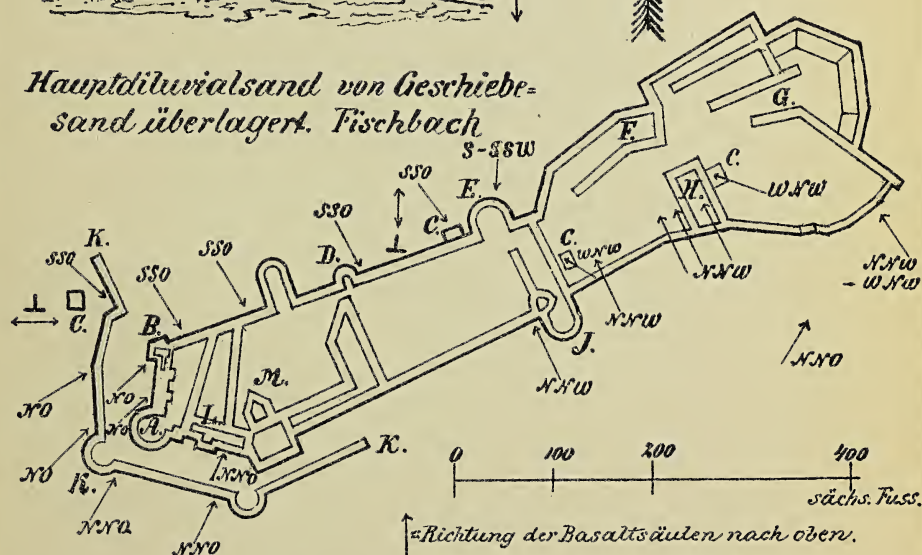 Hauptdiluvialsand von Geschiebe=
sand überlagert. Fischbach
S-SSW
SSO
E.
F.
G.
C.
H.
WNW
SSO
C.
K.
SSO
D.
SSO
C.
WNW
SSO
C.
B.
NNW
NNW
NNW
- WNW
J.
NO
NO
M.
NNW
NNO
NO
A.
L.
NO
K.
NNO
K.
NNO
NNO
0 100 200 400
sächs. Fuss.
=Richtung der Basaltsäulen nach oben.